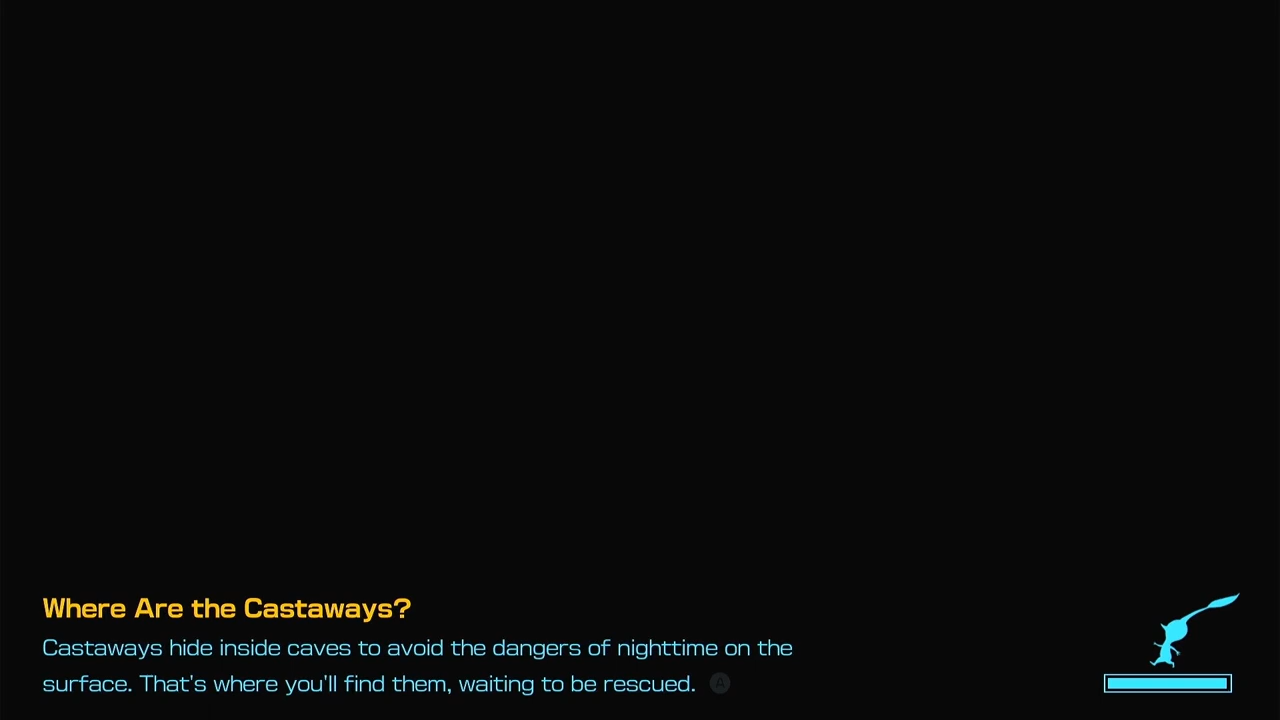 Where Are the Castaways?
Castaways hide inside caves to avoid the dangers of nighttime on the
surface. That's where you'll find them, waiting to be rescued. A